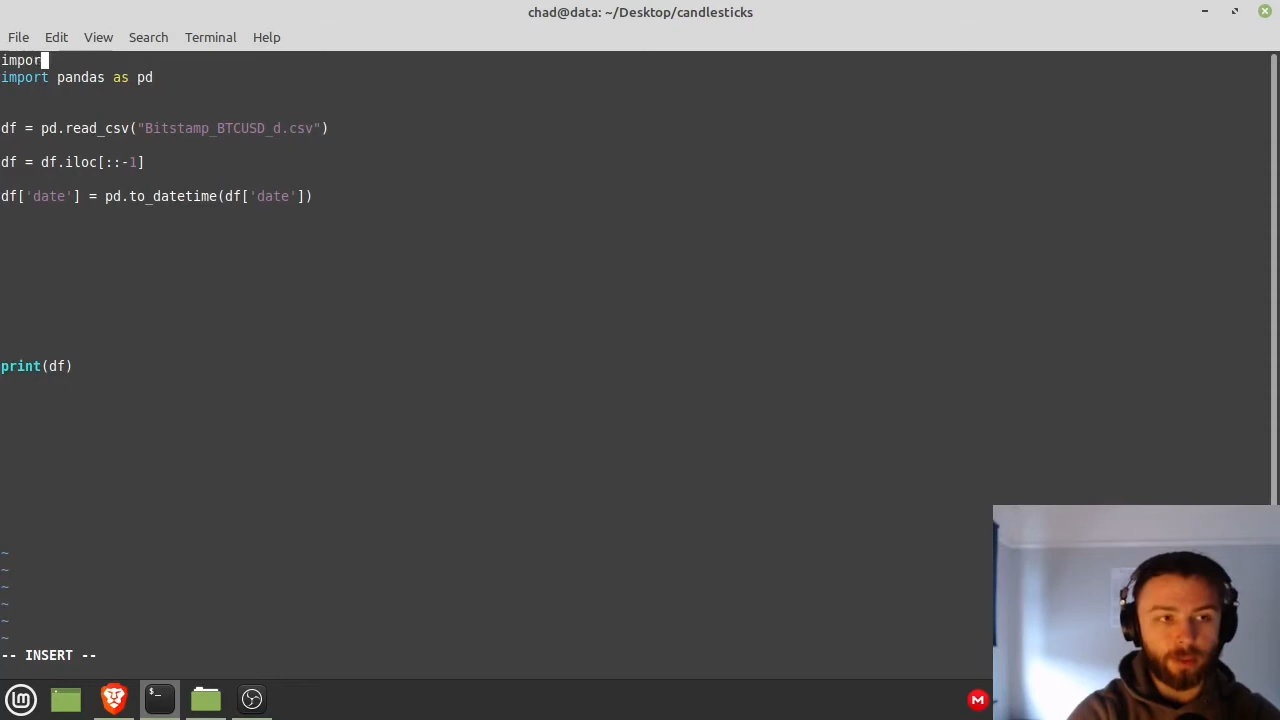 chad@data: ~/Desktop/candlesticks
File Edit View Search Terminal Help
impor
import pandas as pd
df = pd.read_csv("Bitstamp_BTCUSD_d.csv")
df = df.iloc[::-1]
df['date'] = pd.to_datetime(df['date'])
print(df)
~
~
~
~
~
~
-- INSERT --
$_
M